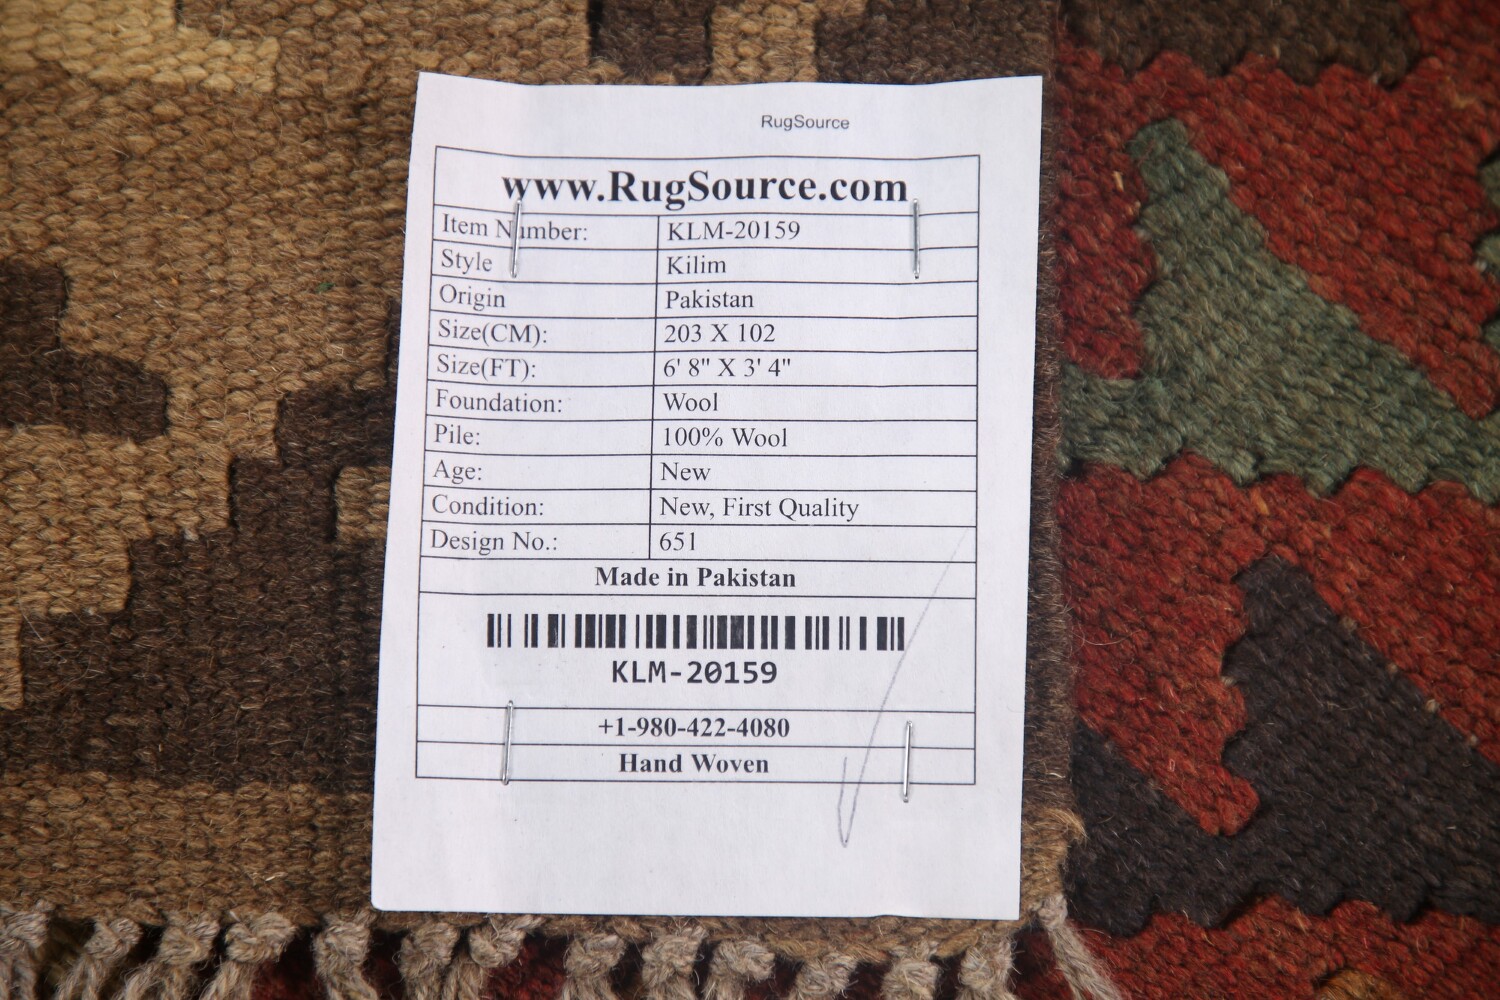 RugSource
www.RugSource.com
Item Number: KLM-20159
Style Kilim
Origin Pakistan
Size(CM): 203 X 102
Size(FT): 6' 8" X 3' 4"
Foundation: Wool
Pile: 100% Wool
Age: New
Condition: New, First Quality
Design No.: 651
Made in Pakistan
KLM-20159
+1-980-422-4080
Hand Woven